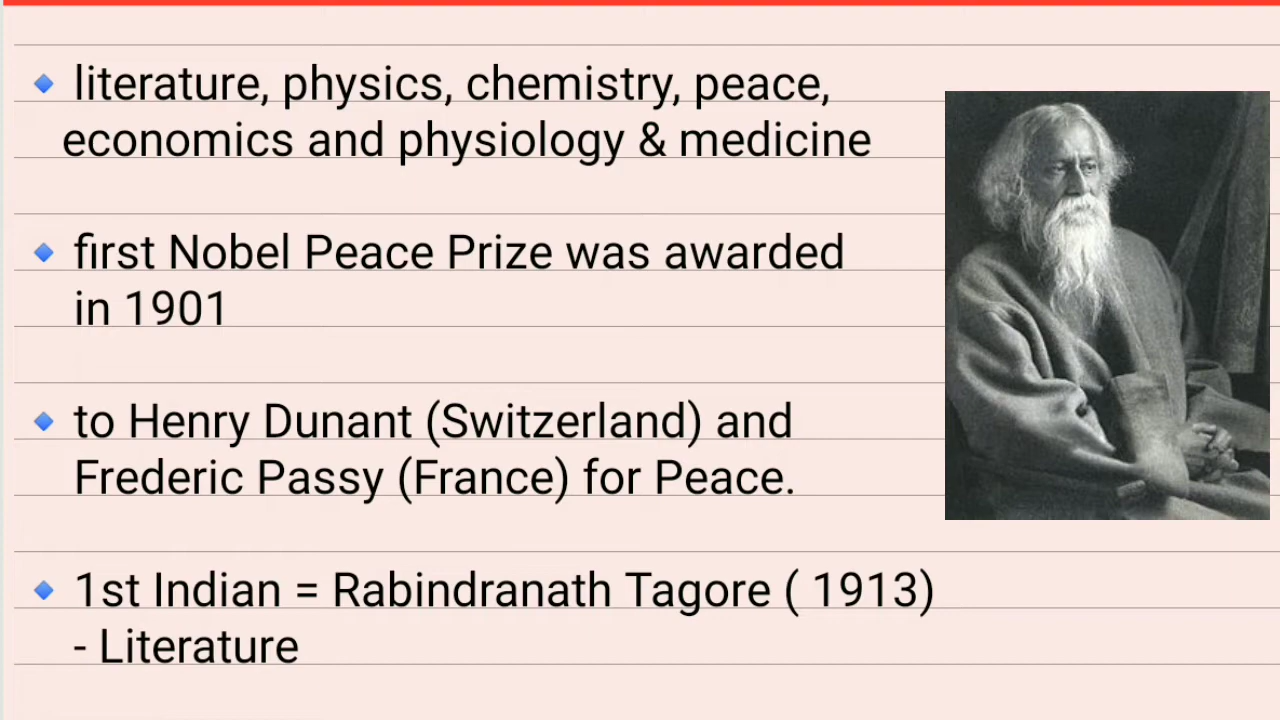 🔹 literature, physics, chemistry, peace,
economics and physiology & medicine
🔹 first Nobel Peace Prize was awarded
in 1901
🔹 to Henry Dunant (Switzerland) and
Frederic Passy (France) for Peace.
🔹 1st Indian = Rabindranath Tagore ( 1913)
- Literature